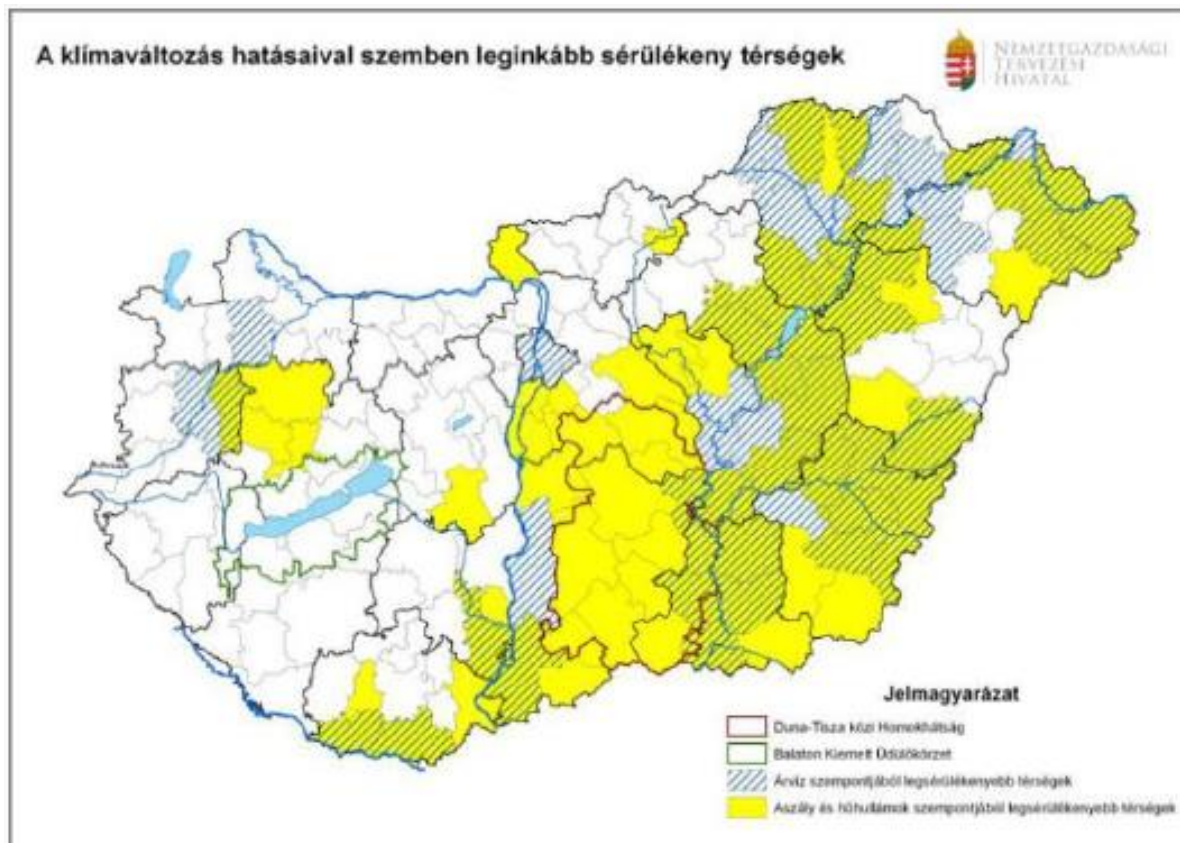 A klímaváltozás hatásaival szemben leginkább sérülékeny térségek
NEMZETGAZDASÁGI
TERVEZÉSI
HIVATAL
Jelmagyarázat
Duna-Tisza közi Homokhátság
Balaton Kiemelt Üdülőkörzet
Árvíz szempontjából legsérülékenyebb térségek
Aszály és hőhullámok szempontjából legsérülékenyebb térségek